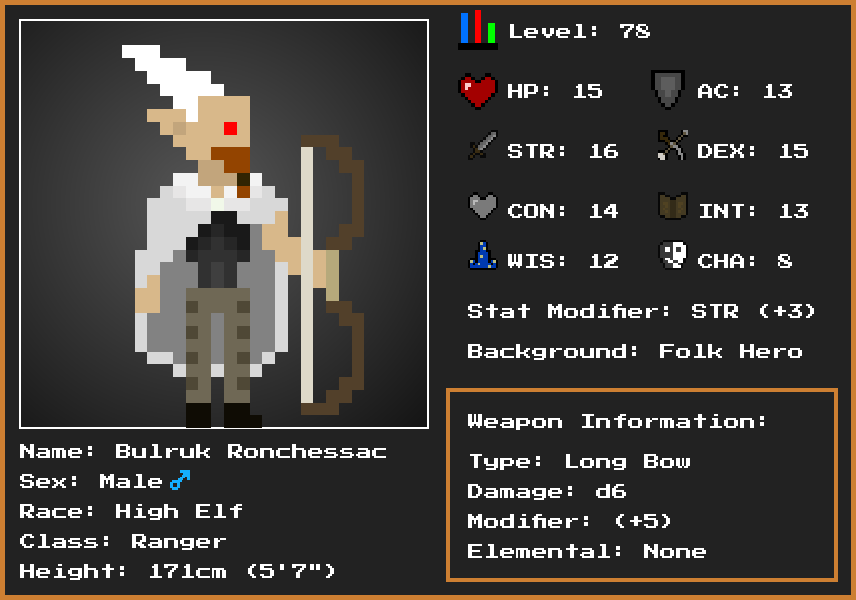 Level: 78
HP: 15 AC: 13
STR: 16 DEX: 15
CON: 14 INT: 13
WIS: 12 CHA: 8
Stat Modifier: STR (+3)
Background: Folk Hero
Weapon Information:
Type: Long Bow
Damage: d6
Modifier: (+5)
Elemental: None
Name: Bulruk Ronchessac
Sex: Male♂
Race: High Elf
Class: Ranger
Height: 171cm (5'7")